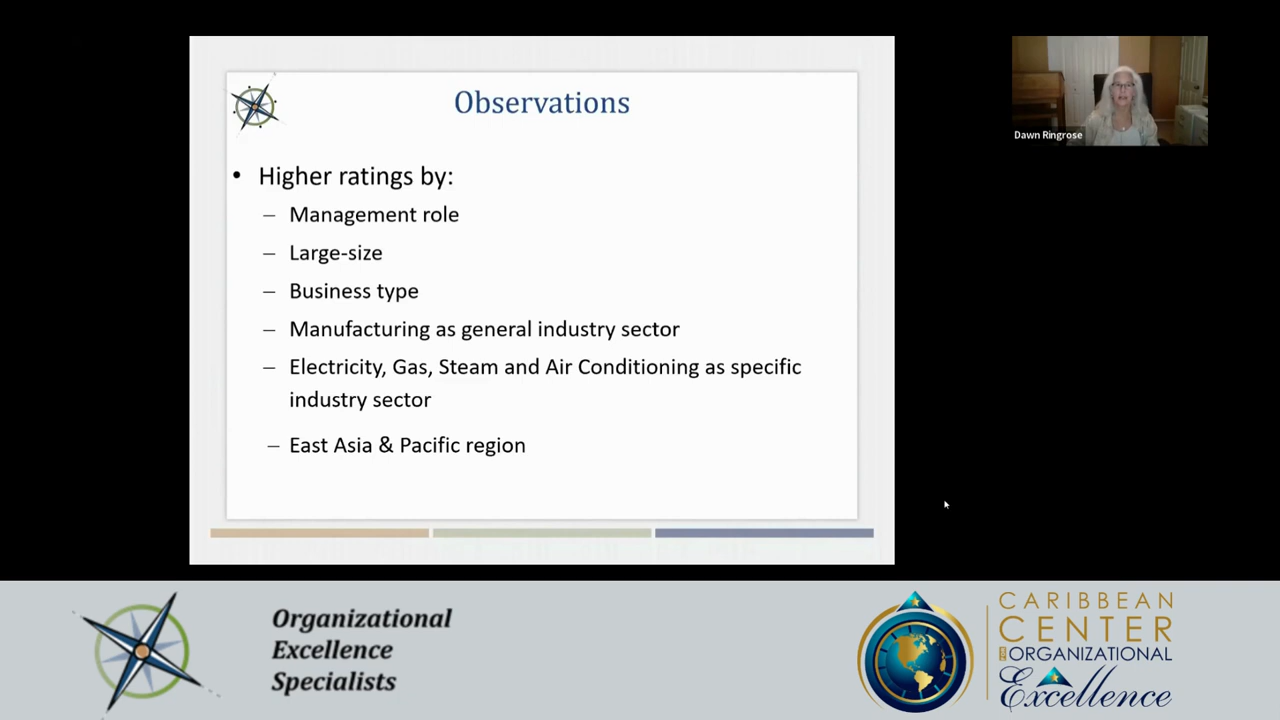 Observations
• Higher ratings by:
– Management role
– Large-size
– Business type
– Manufacturing as general industry sector
– Electricity, Gas, Steam and Air Conditioning as specific
industry sector
– East Asia & Pacific region
Dawn Ringrose
Organizational
Excellence
Specialists
CARIBBEAN
CENTER
ORGANIZATIONAL
Excellence